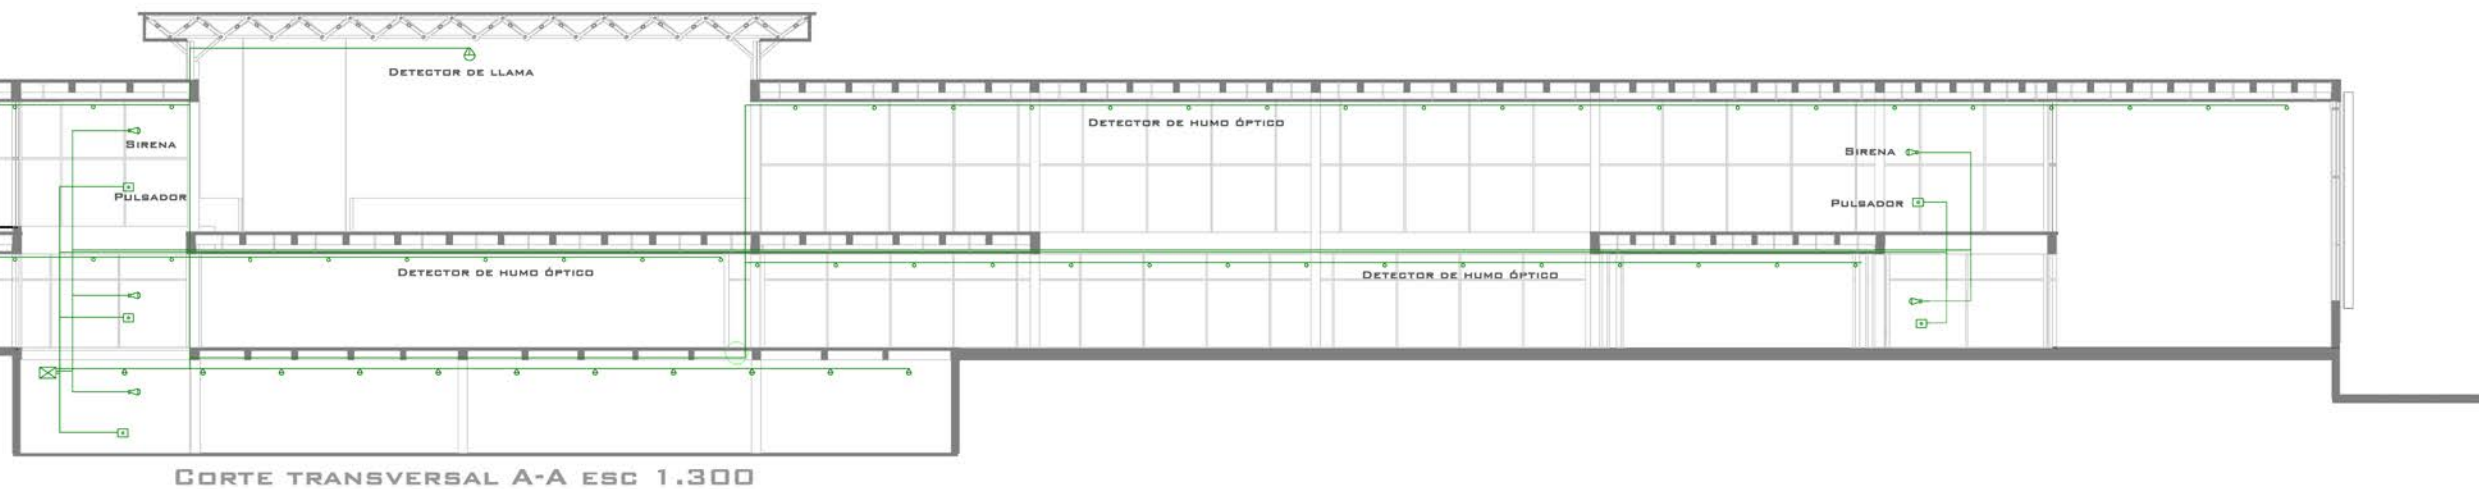 Detector de llama
Detector de humo óptico
Sirena
Sirena
Pulsador
Pulsador
Detector de humo óptico
Detector de humo óptico
Corte transversal A-A esc 1.300